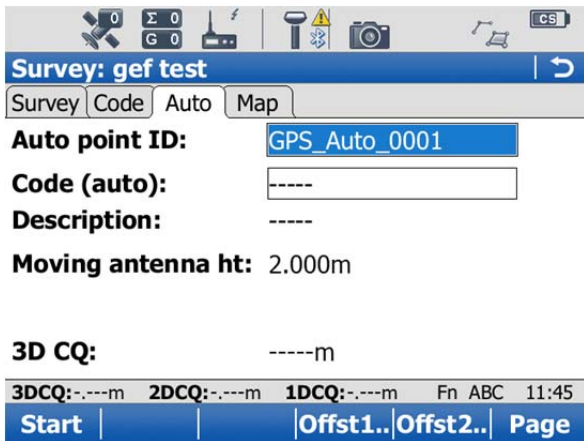 0 Σ 0 G 0 CS
Survey: gef test
Survey Code Auto Map
Auto point ID: GPS_Auto_0001
Code (auto): -----
Description: -----
Moving antenna ht: 2.000m
3D CQ: -----m
3DCQ:-.---m 2DCQ:-.---m 1DCQ:-.---m Fn ABC 11:45
Start Offst1.. Offst2.. Page